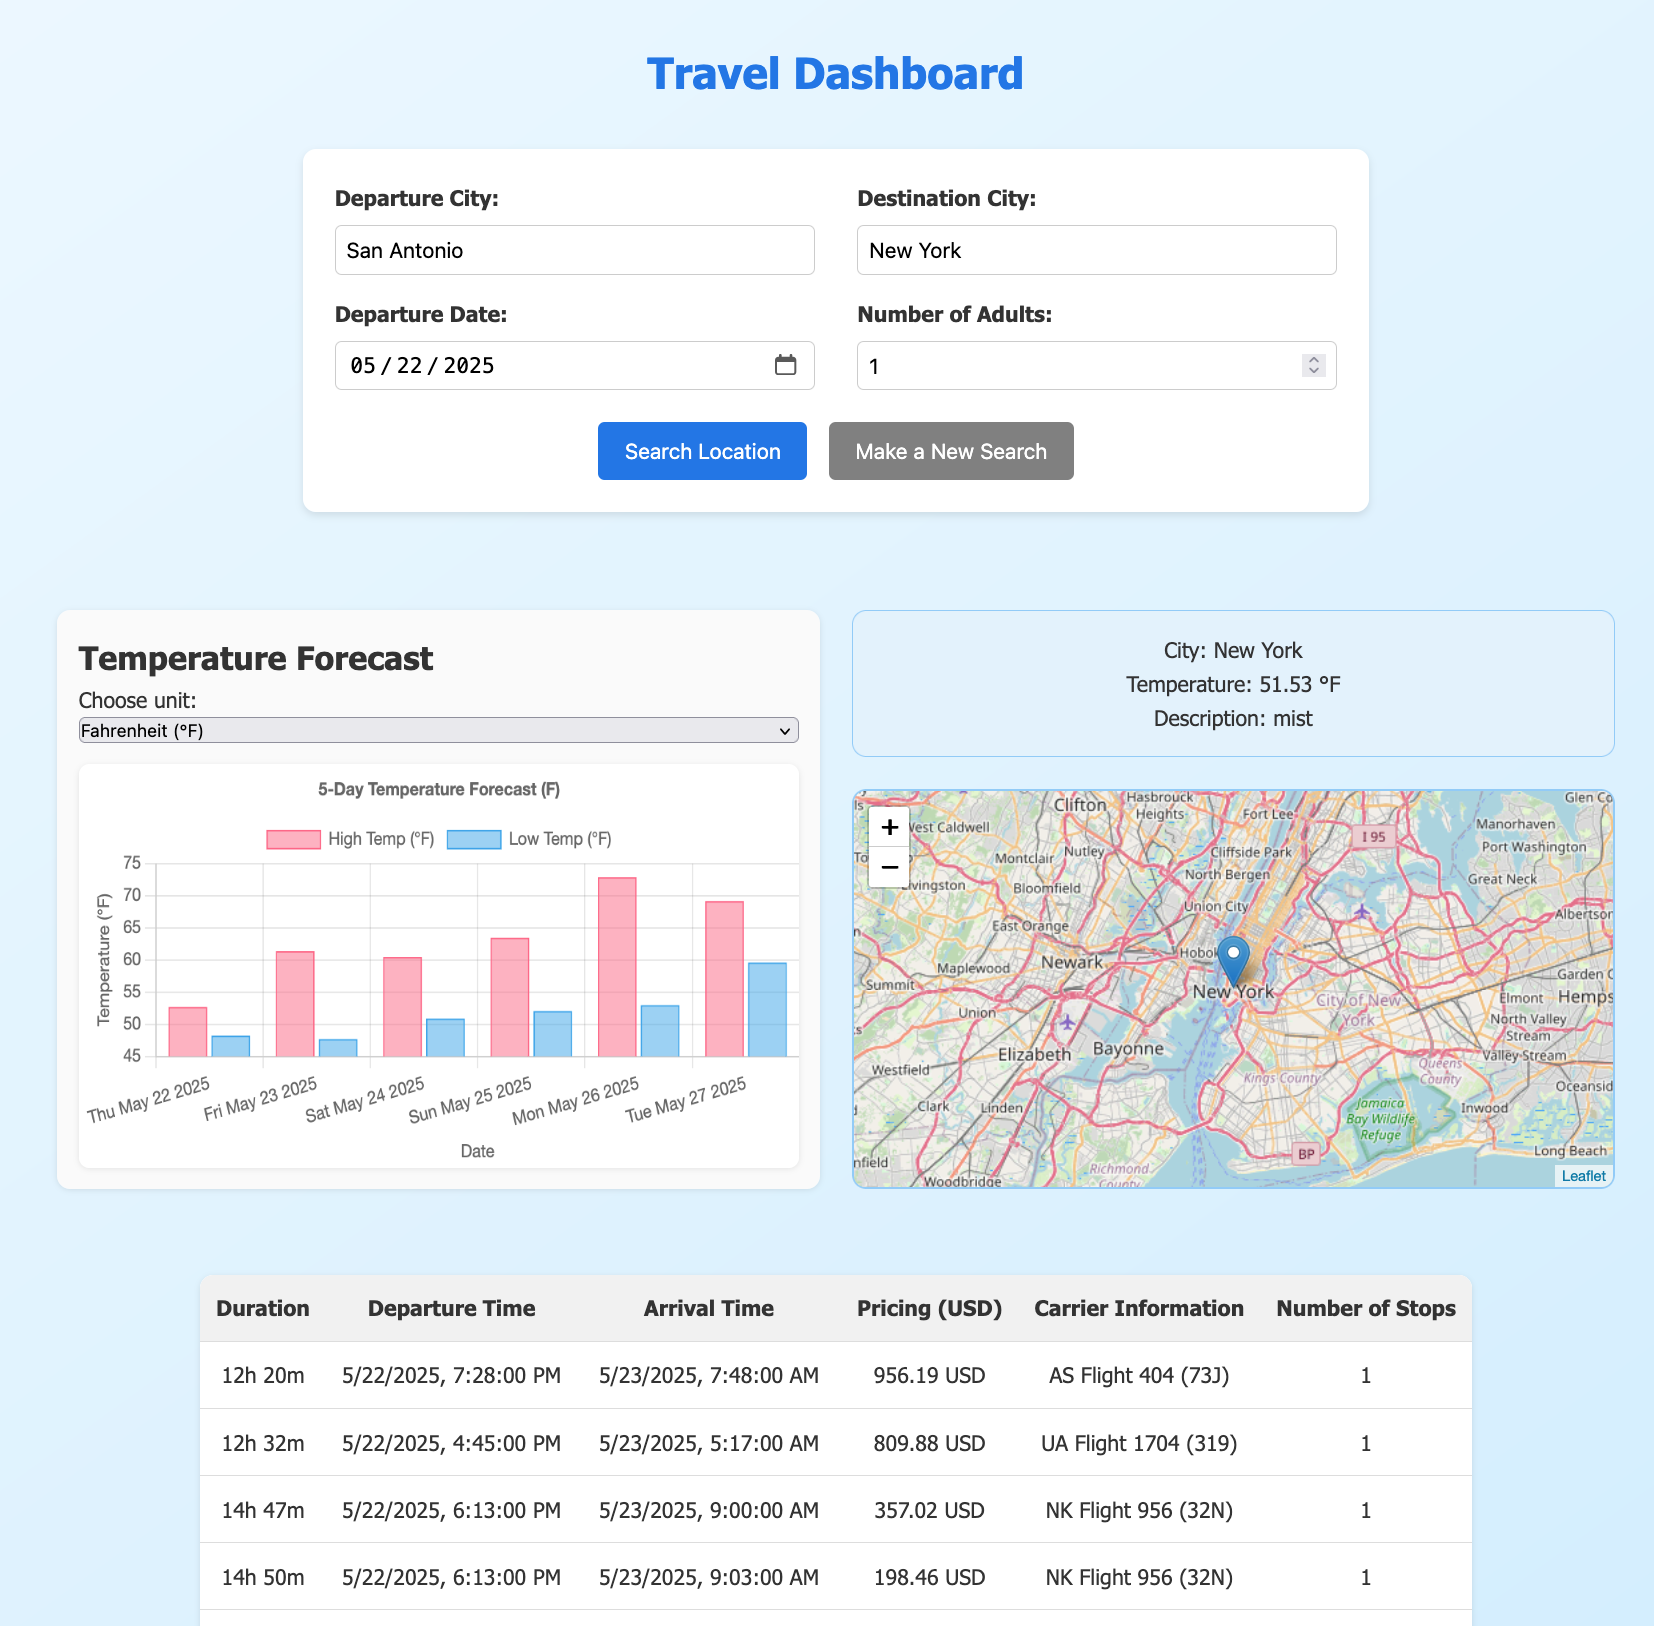 Travel Dashboard
Departure City:
Destination City:
San Antonio
New York
Departure Date:
Number of Adults:
05/22/2025
1
Search Location
Make a New Search
Temperature Forecast
Choose unit:
Fahrenheit (°F)
5-Day Temperature Forecast (F)
High Temp (°F)
Low Temp (°F)
Temperature (°F)
75
70
65
60
55
50
45
Thu May 22 2025
Fri May 23 2025
Sat May 24 2025
Sun May 25 2025
Mon May 26 2025
Tue May 27 2025
Date
City: New York
Temperature: 51.53 °F
Description: mist
+
−
Clifton
Hasbrouck
Heights
Fort Lee
Glen
West Caldwell
Nutley
Cliffside Park
I 95
Manorhaven
Port Washington
Montclair
Livingston
Bloomfield
North Bergen
Great Neck
Union City
East Orange
Albertson
Hobok
Newark
Maplewood
Summit
Garden
New York
City of New
York
Elmont
Hemps
Union
North Valley
Stream
Elizabeth
Bayonne
Valley Stream
Westfield
Kings County
Queens
County
Oceansid
Clark
Linden
Jamaica
Bay Wildlife
Refuge
Inwood
BP
Long Beach
nfield
Richmond
County
Woodbridge
Leaflet
Duration
Departure Time
Arrival Time
Pricing (USD)
Carrier Information
Number of Stops
12h 20m
5/22/2025, 7:28:00 PM
5/23/2025, 7:48:00 AM
956.19 USD
AS Flight 404 (73J)
1
12h 32m
5/22/2025, 4:45:00 PM
5/23/2025, 5:17:00 AM
809.88 USD
UA Flight 1704 (319)
1
14h 47m
5/22/2025, 6:13:00 PM
5/23/2025, 9:00:00 AM
357.02 USD
NK Flight 956 (32N)
1
14h 50m
5/22/2025, 6:13:00 PM
5/23/2025, 9:03:00 AM
198.46 USD
NK Flight 956 (32N)
1